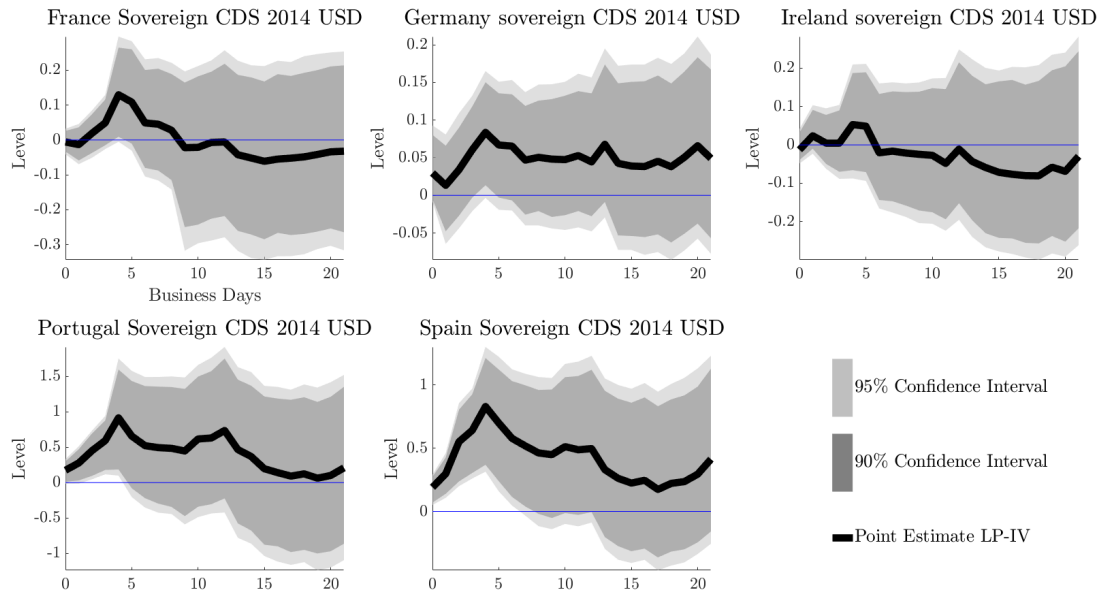 France Sovereign CDS 2014 USD
Level
0.2
0.1
0
-0.1
-0.2
-0.3
0 5 10 15 20
Business Days
Germany sovereign CDS 2014 USD
Level
0.2
0.15
0.1
0.05
0
-0.05
0 5 10 15 20
Ireland sovereign CDS 2014 USD
Level
0.2
0.1
0
-0.1
-0.2
0 5 10 15 20
Portugal Sovereign CDS 2014 USD
Level
1.5
1
0.5
0
-0.5
-1
0 5 10 15 20
Spain Sovereign CDS 2014 USD
Level
1
0.5
0
0 5 10 15 20
95% Confidence Interval
90% Confidence Interval
Point Estimate LP-IV